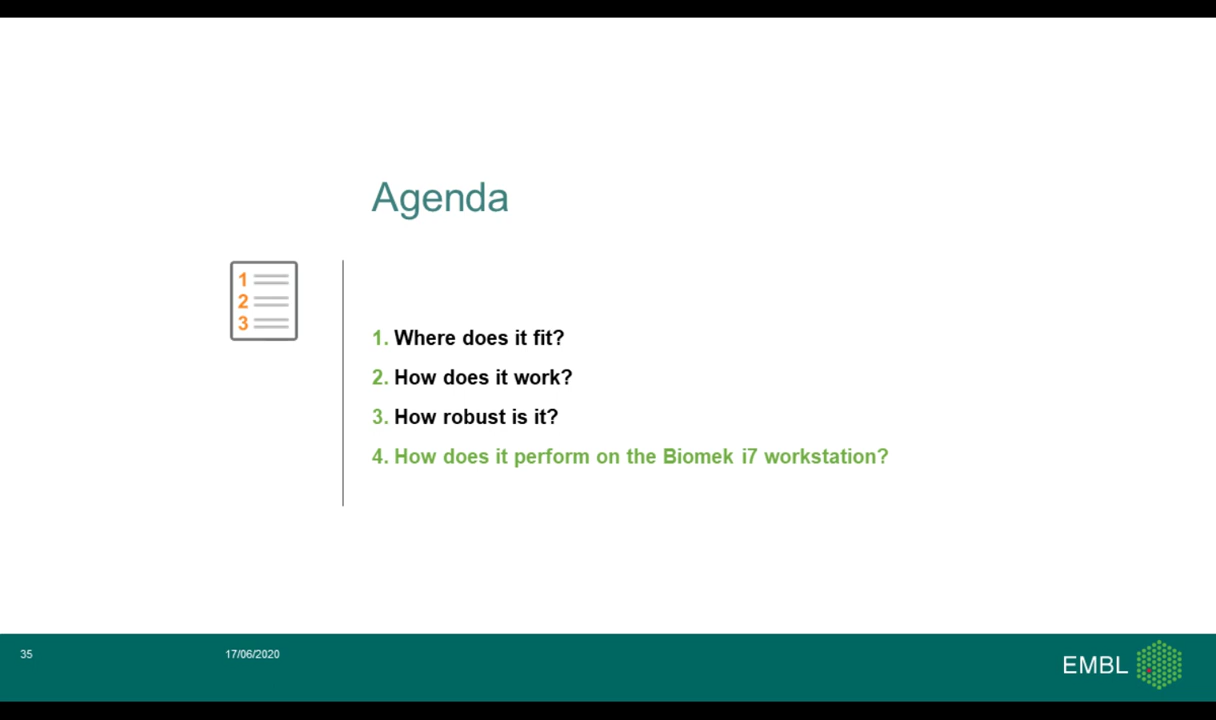 Agenda
1
2
3
1. Where does it fit?
2. How does it work?
3. How robust is it?
4. How does it perform on the Biomek i7 workstation?
35
17/06/2020
EMBL